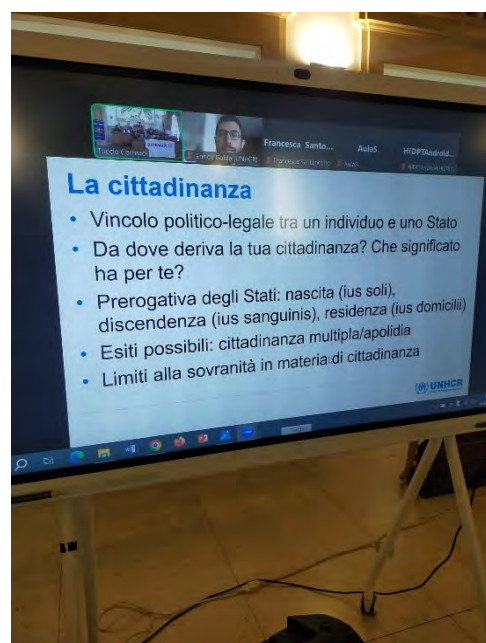 Francesca Santo...
Aula5
La cittadinanza
• Vincolo politico-legale tra un individuo e uno Stato
• Da dove deriva la tua cittadinanza? Che significato
ha per te?
• Prerogativa degli Stati: nascita (ius soli),
discendenza (ius sanguinis), residenza (ius domicili)
• Esiti possibili: cittadinanza multipla/apolidia
• Limiti alla sovranità in materia di cittadinanza
UNHCR